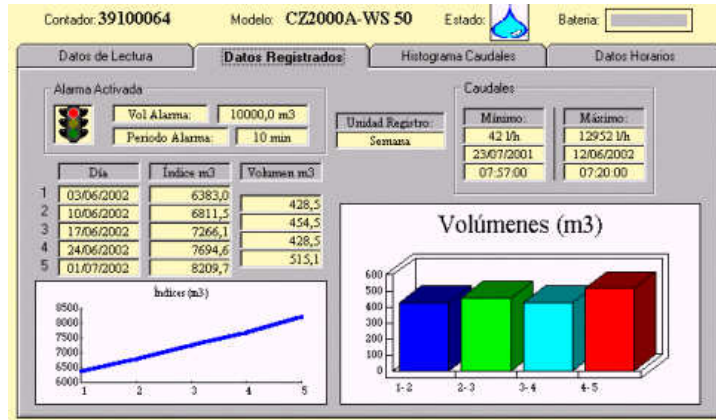 Contador: 39100064 Modelo: CZ2000A-WS 50 Estado: Bateria:
Datos de Lectura Datos Registrados Histograma Caudales Datos Horarios
Alarma Activada
Vol Alarma: 10000,0 m3
Periodo Alarma: 10 min
Unidad Registro:
Semana
Caudales
Mínimo: Máximo:
42 l/h 12952 l/h
23/07/2001 12/06/2002
07:57:00 07:20:00
Día Índice m3 Volumen m3
1 03/06/2002 6383,0
428,5
2 10/06/2002 6811,5
454,5
3 17/06/2002 7266,1
428,5
4 24/06/2002 7694,6
515,1
5 01/07/2002 8209,7
Índices (m3)
8500
8000
7500
7000
6500
6000
1 2 3 4 5
Volúmenes (m3)
600
500
400
300
200
100
0
1-2 2-3 3-4 4-5